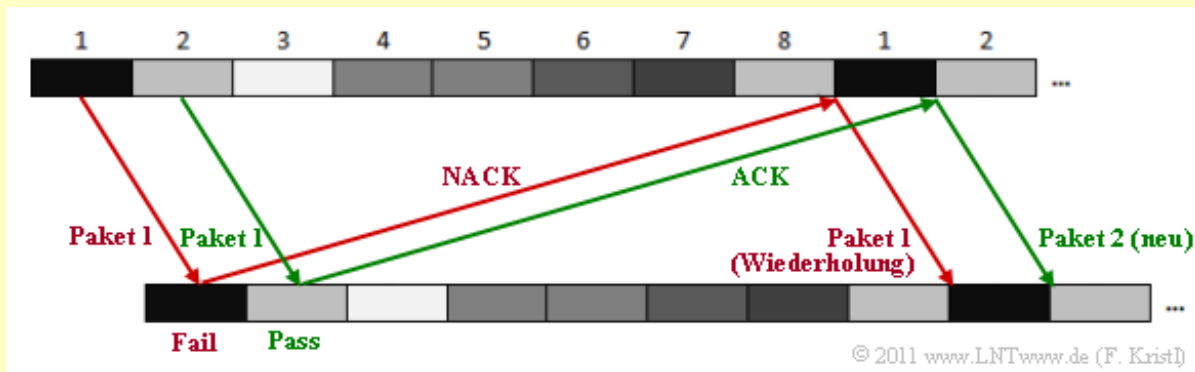 1 2 3 4 5 6 7 8 1 2
...
NACK
ACK
Paket 1
Paket 1
Paket 1
(Wiederholung)
Paket 2 (neu)
...
Fail
Pass
© 2011 www.LNTwww.de (F. Kristl)